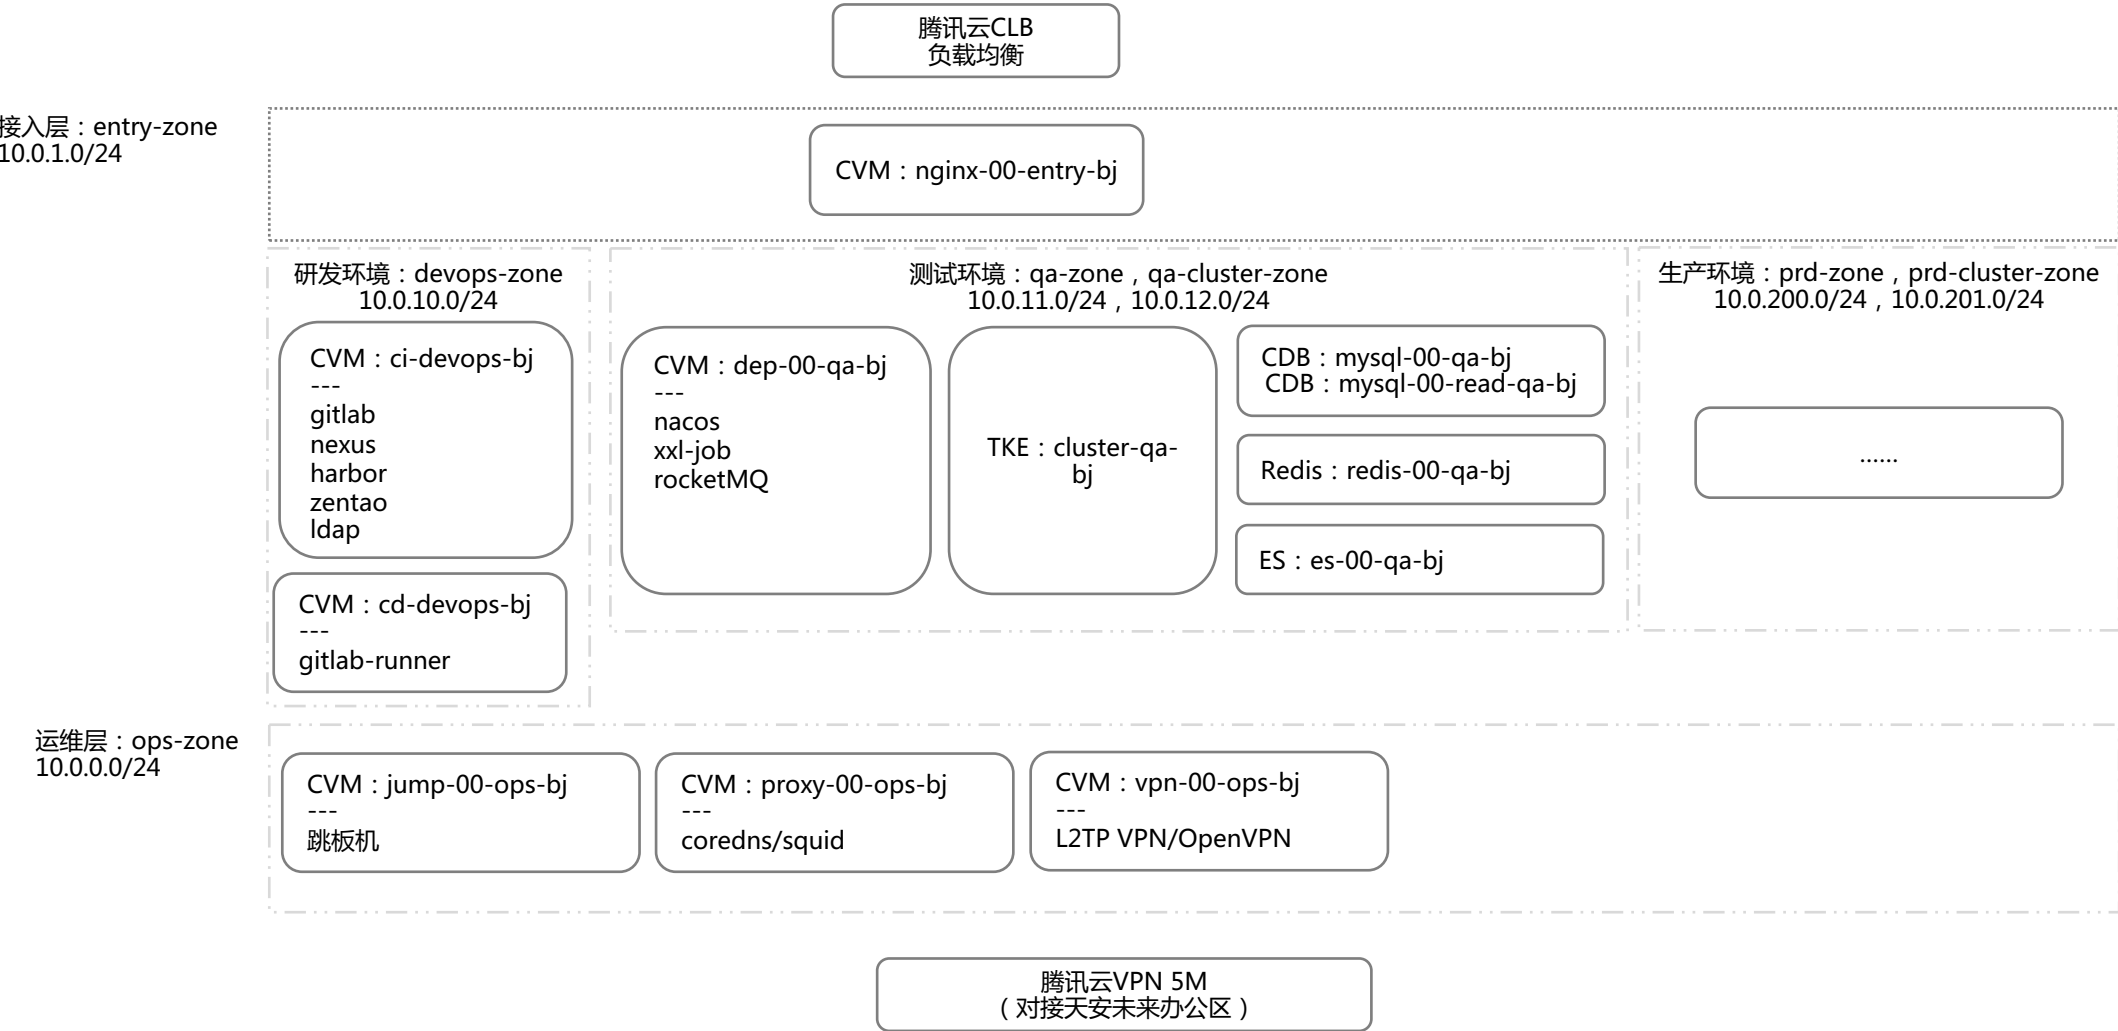 腾讯云CLB
负载均衡
接入层：entry-zone
10.0.1.0/24
CVM：nginx-00-entry-bj
研发环境：devops-zone
10.0.10.0/24
CVM：ci-devops-bj
---
gitlab
nexus
harbor
zentao
ldap
CVM：cd-devops-bj
---
gitlab-runner
测试环境：qa-zone，qa-cluster-zone
10.0.11.0/24，10.0.12.0/24
CVM：dep-00-qa-bj
---
nacos
xxl-job
rocketMQ
TKE：cluster-qa-
bj
CDB：mysql-00-qa-bj
CDB：mysql-00-read-qa-bj
Redis：redis-00-qa-bj
ES：es-00-qa-bj
生产环境：prd-zone，prd-cluster-zone
10.0.200.0/24，10.0.201.0/24
......
运维层：ops-zone
10.0.0.0/24
CVM：jump-00-ops-bj
---
跳板机
CVM：proxy-00-ops-bj
---
coredns/squid
CVM：vpn-00-ops-bj
---
L2TP VPN/OpenVPN
腾讯云VPN 5M
（对接天安未来办公区）